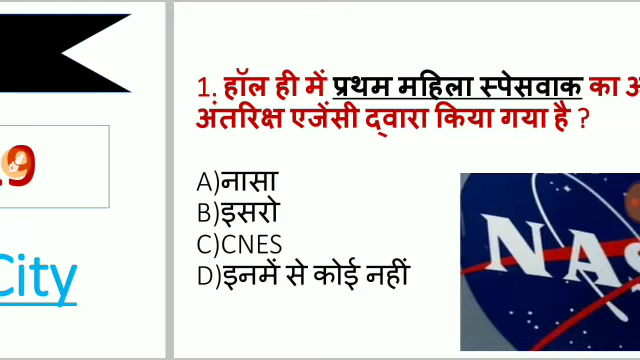 1. हॉल ही में प्रथम महिला स्पेसवाक का
अंतरिक्ष एजेंसी द्वारा किया गया है ?
A)नासा
B)इसरो
C)CNES
D)इनमें से कोई नहीं
City
NAS